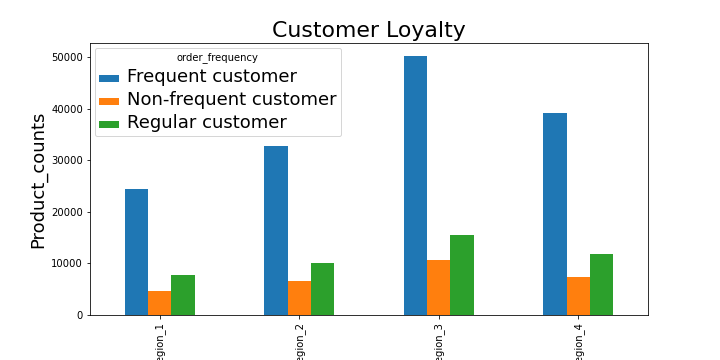 Customer Loyalty
order_frequency
Frequent customer
Non-frequent customer
Regular customer
Product_counts
50000
40000
30000
20000
10000
0
egion_1
egion_2
egion_3
egion_4